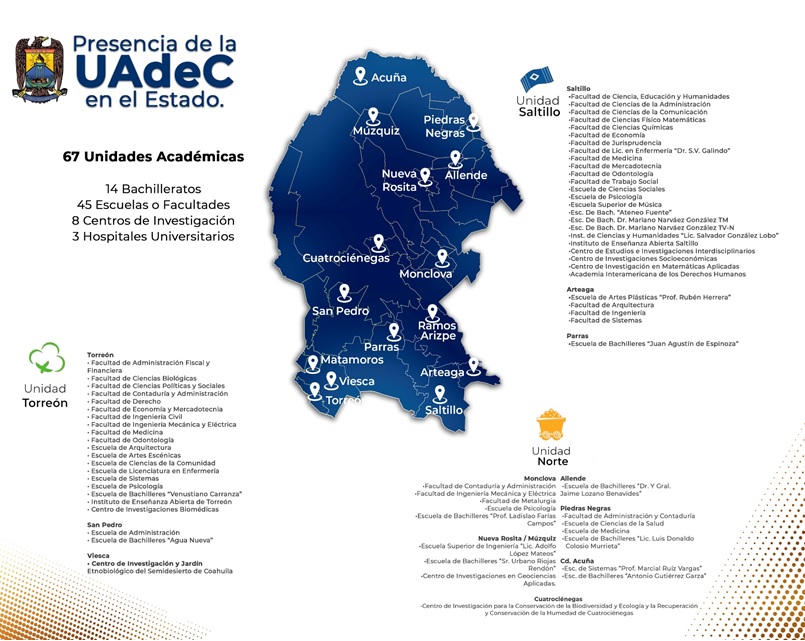 Presencia de la
UAdeC
en el Estado.
67 Unidades Académicas
14 Bachilleratos
45 Escuelas o Facultades
8 Centros de Investigación
3 Hospitales Universitarios
Acuña
Múzquiz
Piedras
Negras
Nueva
Rosita
Allende
Cuatrociénegas
Monclova
San Pedro
Ramos
Arizpe
Parras
Matamoros
Arteaga
Viesca
Torreón
Saltillo
Unidad
Saltillo
Saltillo
•Facultad de Ciencia, Educación y Humanidades
•Facultad de Ciencias de la Administración
•Facultad de Ciencias de la Comunicación
•Facultad de Ciencias Físico Matemáticas
•Facultad de Ciencias Químicas
•Facultad de Economía
•Facultad de Jurisprudencia
•Facultad de Lic. en Enfermería "Dr. S.V. Galindo"
•Facultad de Medicina
•Facultad de Mercadotecnia
•Facultad de Odontología
•Facultad de Trabajo Social
•Escuela de Ciencias Sociales
•Escuela de Psicología
•Escuela Superior de Música
•Esc. De Bach. "Ateneo Fuente"
•Esc. De Bach. Dr. Mariano Narváez González TM
•Esc. De Bach. Dr. Mariano Narváez González TV-N
•Inst. de Ciencias y Humanidades "Lic. Salvador González Lobo"
•Instituto de Enseñanza Abierta Saltillo
•Centro de Estudios e Investigaciones Interdisciplinarios
•Centro de Investigaciones Socioeconómicas
•Centro de Investigación en Matemáticas Aplicadas
•Academia Interamericana de los Derechos Humanos
Arteaga
•Escuela de Artes Plásticas "Prof. Rubén Herrera"
•Facultad de Arquitectura
•Facultad de Ingeniería
•Facultad de Sistemas
Parras
•Escuela de Bachilleres "Juan Agustín de Espinoza"
Unidad
Torreón
Torreón
• Facultad de Administración Fiscal y
Financiera
• Facultad de Ciencias Biológicas
• Facultad de Ciencias Políticas y Sociales
• Facultad de Contaduría y Administración
• Facultad de Derecho
• Facultad de Economía y Mercadotecnia
• Facultad de Ingeniería Civil
• Facultad de Ingeniería Mecánica y Eléctrica
• Facultad de Medicina
• Facultad de Odontología
• Escuela de Arquitectura
• Escuela de Artes Escénicas
• Escuela de Ciencias de la Comunidad
• Escuela de Licenciatura en Enfermería
• Escuela de Sistemas
• Escuela de Psicología
• Escuela de Bachilleres "Venustiano Carranza"
• Instituto de Enseñanza Abierta de Torreón
• Centro de Investigaciones Biomédicas
San Pedro
• Escuela de Administración
• Escuela de Bachilleres "Agua Nueva"
Viesca
• Centro de Investigación y Jardín
Etnobiológico del Semidesierto de Coahuila
Unidad
Norte
Monclova
•Facultad de Contaduría y Administración
•Facultad de Ingeniería Mecánica y Eléctrica
•Facultad de Metalurgia
•Escuela de Psicología
•Escuela de Bachilleres "Prof. Ladislao Farías
Campos"
Nueva Rosita / Múzquiz
•Escuela Superior de Ingeniería "Lic. Adolfo
López Mateos"
•Escuela de Bachilleres "Sr. Urbano Riojas
Rendón"
•Centro de Investigaciones en Geociencias
Aplicadas.
Allende
•Escuela de Bachilleres "Dr. Y Gral.
Jaime Lozano Benavides"
Piedras Negras
•Facultad de Administración y Contaduría
•Escuela de Ciencias de la Salud
•Escuela de Medicina
•Escuela de Bachilleres "Lic. Luis Donaldo
Colosio Murrieta"
Cd. Acuña
•Esc. de Sistemas "Prof. Marcial Ruíz Vargas"
•Esc. de Bachilleres "Antonio Gutiérrez Garza"
Cuatrociénegas
•Centro de Investigación para la Conservación de la Biodiversidad y Ecología y la Recuperación
y Conservación de la Humedad de Cuatrociénegas